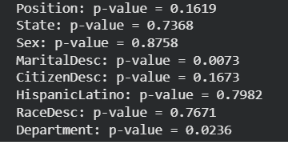 Position: p-value = 0.1619
State: p-value = 0.7368
Sex: p-value = 0.8758
MaritalDesc: p-value = 0.0073
CitizenDesc: p-value = 0.1673
HispanicLatino: p-value = 0.7982
RaceDesc: p-value = 0.7671
Department: p-value = 0.0236